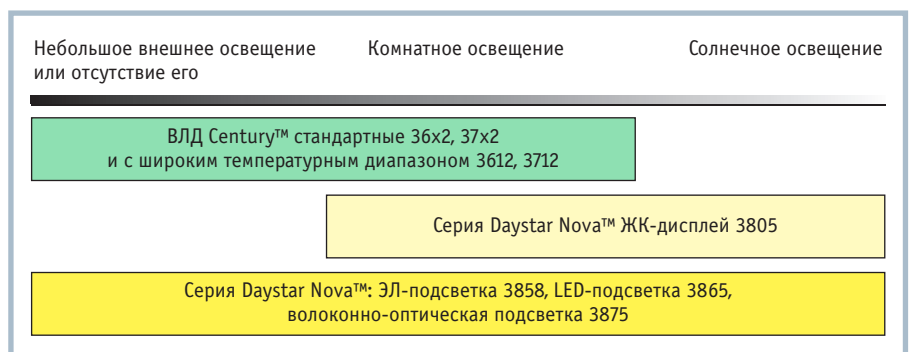 Небольшое внешнее освещение
или отсутствие его
Комнатное освещение
Солнечное освещение
ВЛД Century™ стандартные 36x2, 37x2
и с широким температурным диапазоном 3612, 3712
Серия Daystar Nova™ ЖК-дисплей 3805
Серия Daystar Nova™: ЭЛ-подсветка 3858, LED-подсветка 3865,
волоконно-оптическая подсветка 3875